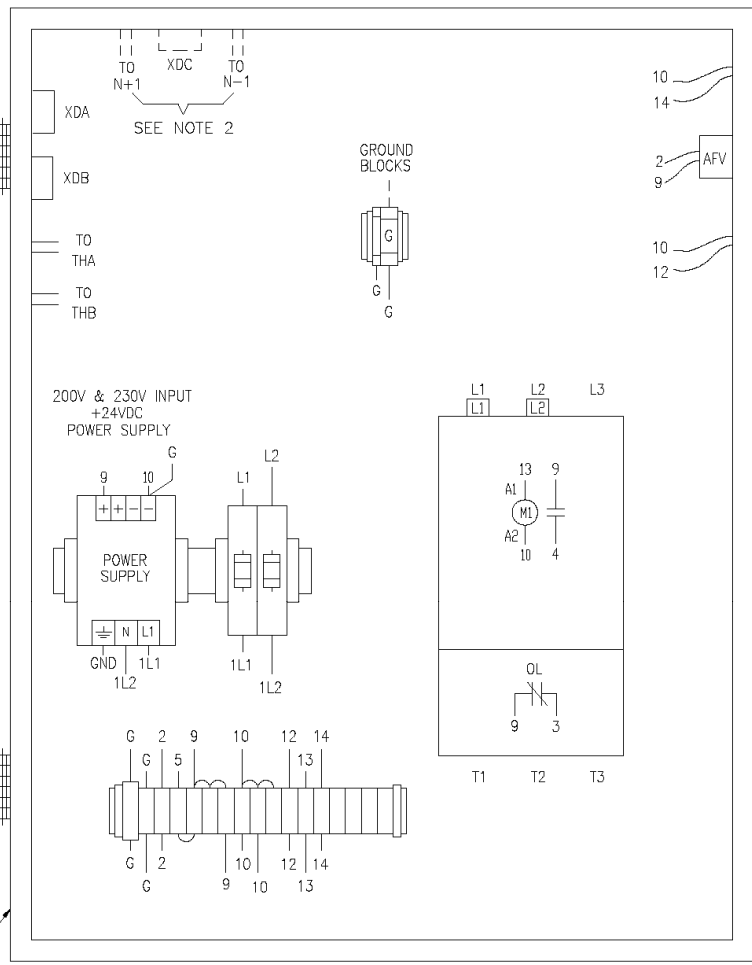 TO
N+1
XDC
TO
N-1
SEE NOTE 2
XDA
XDB
TO
THA
TO
THB
GROUND
BLOCKS
G
G
G
10
14
2
9
AFV
10
12
200V & 230V INPUT
+24VDC
POWER SUPPLY
G
9
10
+ + - -
POWER
SUPPLY
N L1
GND
1L1
1L2
L1
L2
1L1
1L2
L1
L2
L3
L1
L2
13
9
A1
M1
A2
10
4
OL
9
3
T1
T2
T3
G
2
9
10
12
14
G
5
13
G
2
10
12
14
G
9
10
13